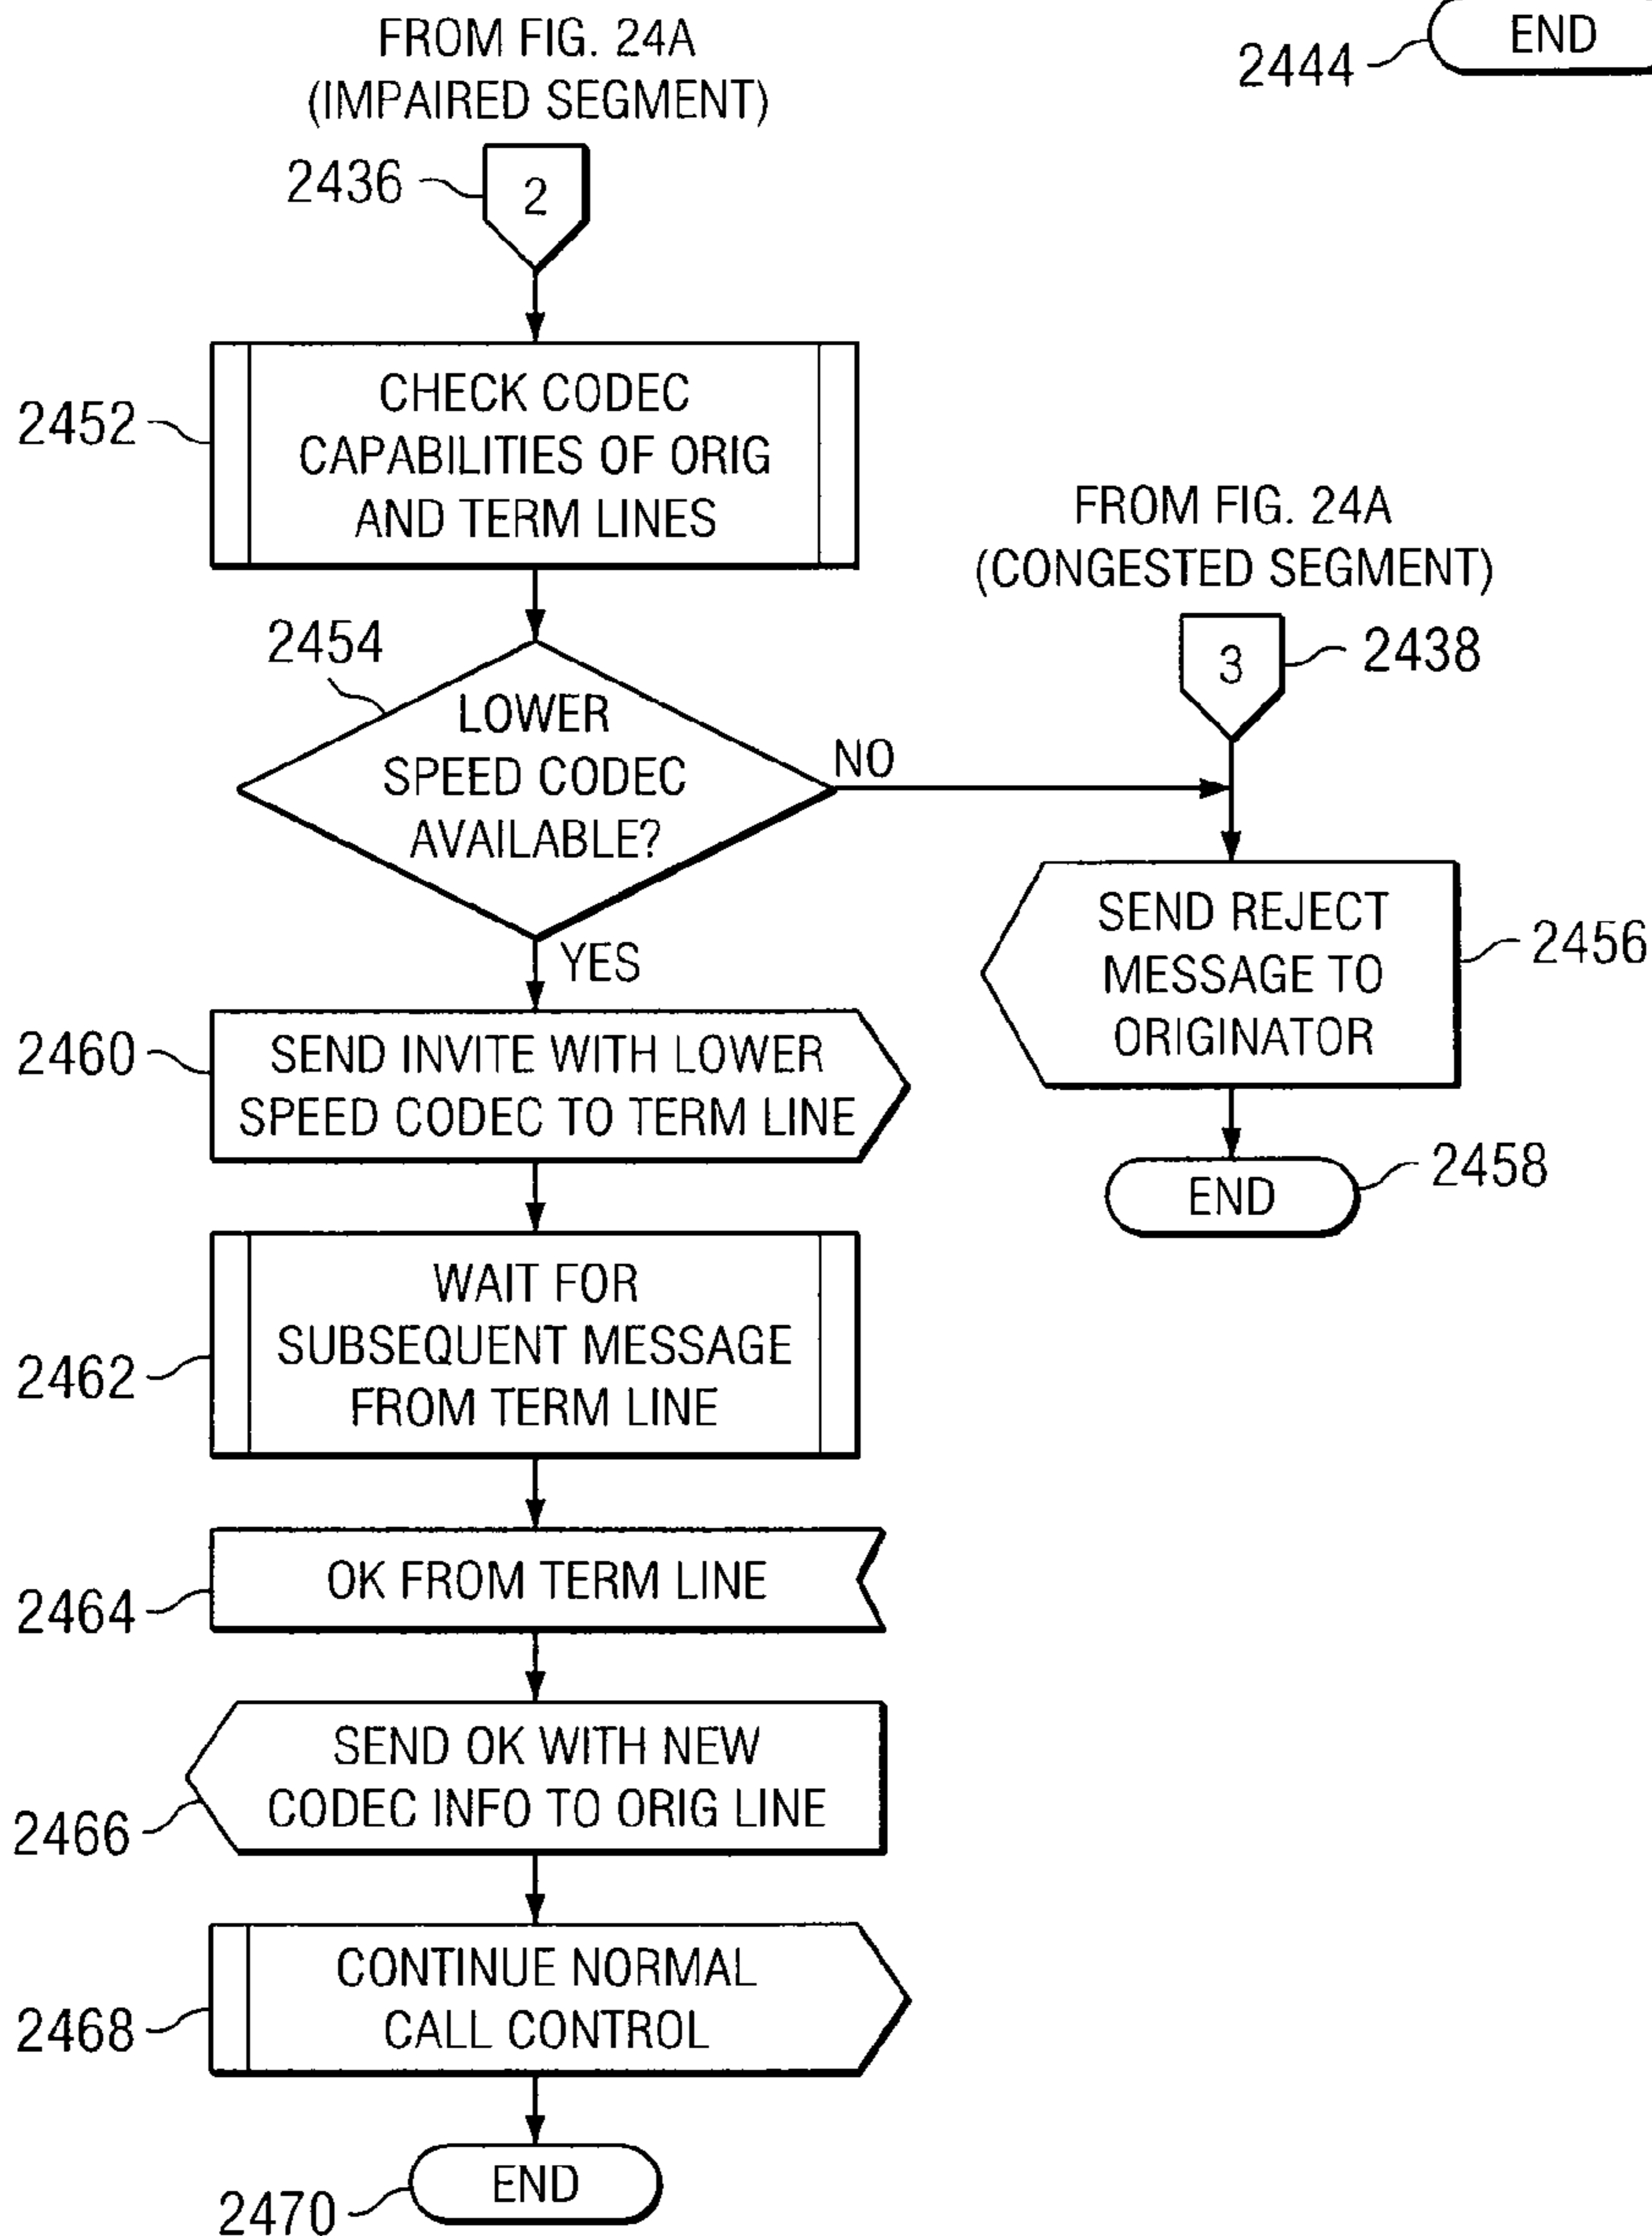 FROM FIG. 24A
(IMPAIRED SEGMENT)
2436
2
END
2444
2452
CHECK CODEC
CAPABILITIES OF ORIG
AND TERM LINES
2454
LOWER
SPEED CODEC
AVAILABLE?
NO
YES
FROM FIG. 24A
(CONGESTED SEGMENT)
3
2438
SEND REJECT
MESSAGE TO
ORIGINATOR
2456
END
2458
2460
SEND INVITE WITH LOWER
SPEED CODEC TO TERM LINE
2462
WAIT FOR
SUBSEQUENT MESSAGE
FROM TERM LINE
2464
OK FROM TERM LINE
2466
SEND OK WITH NEW
CODEC INFO TO ORIG LINE
2468
CONTINUE NORMAL
CALL CONTROL
END
2470